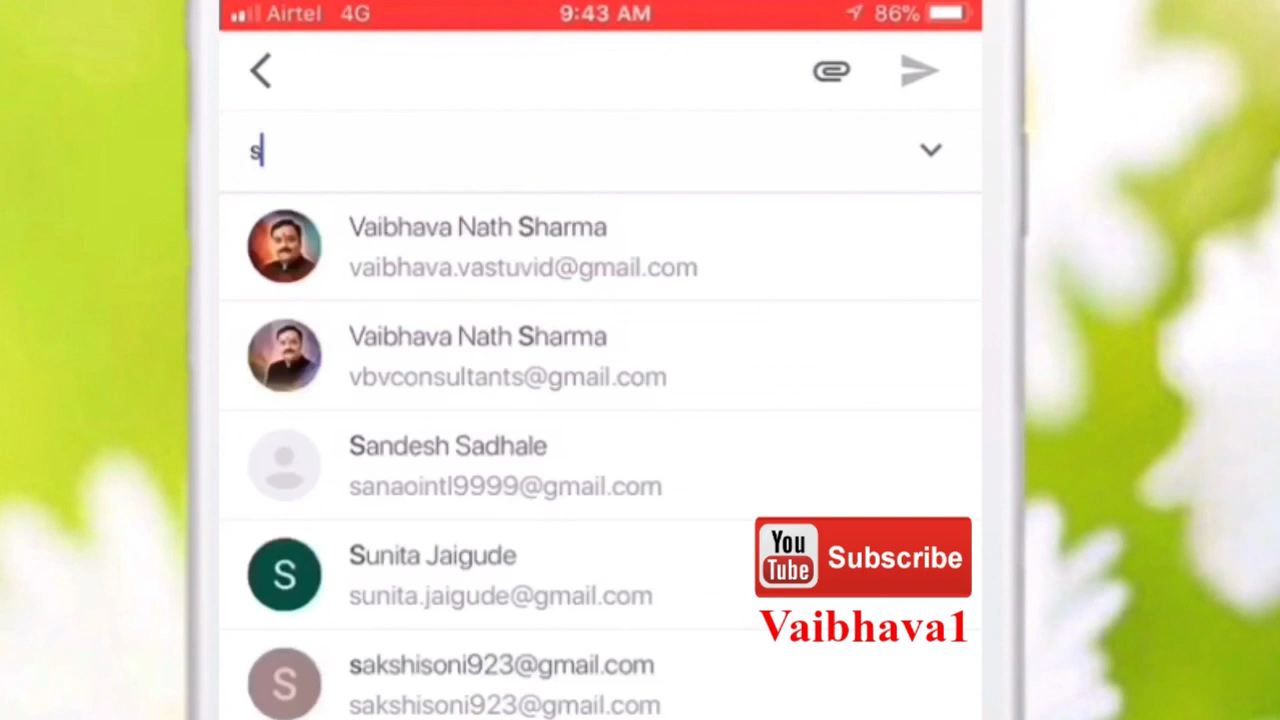 Airtel 4G 9:43 AM 86%
s
Vaibhava Nath Sharma
vaibhava.vastuvid@gmail.com
Vaibhava Nath Sharma
vbvconsultants@gmail.com
Sandesh Sadhale
sanaointl9999@gmail.com
S
Sunita Jaigude
sunita.jaigude@gmail.com
You
Tube
Subscribe
Vaibhava1
S
sakshisoni923@gmail.com
sakshisoni923@gmail.com